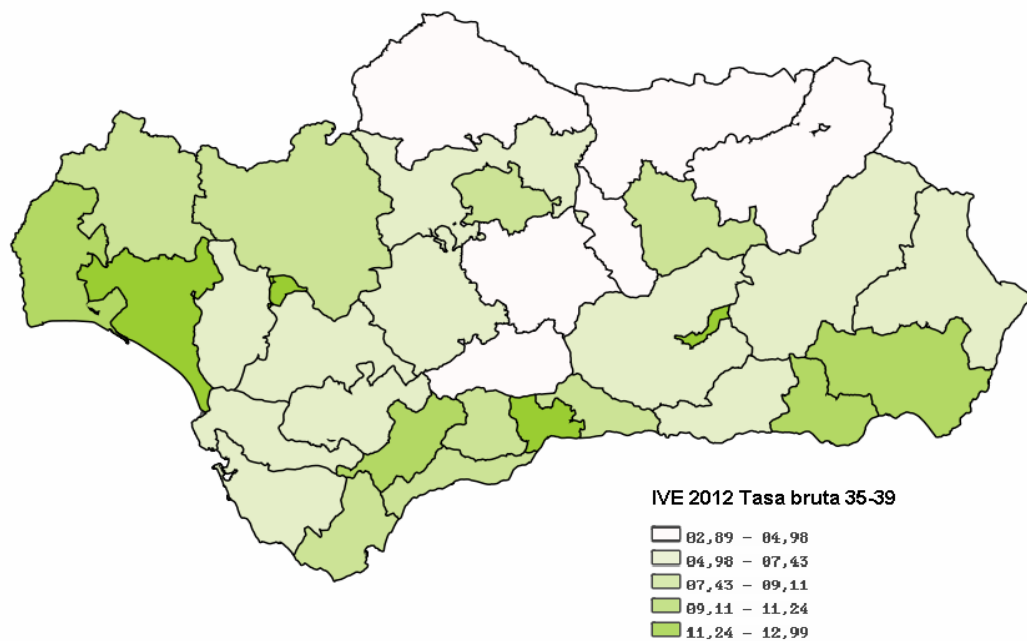 IVE 2012 Tasa bruta 35-39
02,89 - 04,98
04,98 - 07,43
07,43 - 09,11
09,11 - 11,24
11,24 - 12,99